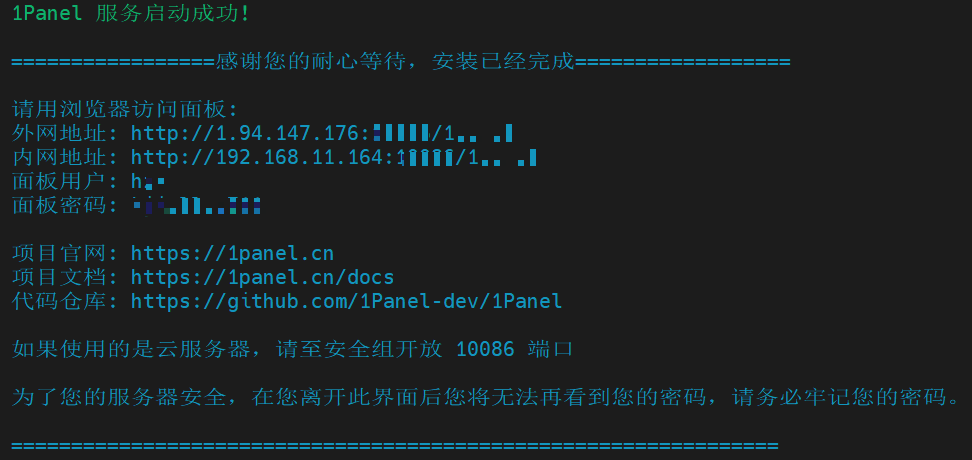 1Panel 服务启动成功!
=================感谢您的耐心等待，安装已经完成==================
请用浏览器访问面板:
外网地址: http://1.94.147.176:
内网地址: http://192.168.11.164:
面板用户:
面板密码:
项目官网: https://1panel.cn
项目文档: https://1panel.cn/docs
代码仓库: https://github.com/1Panel-dev/1Panel
如果使用的是云服务器，请至安全组开放 10086 端口
为了您的服务器安全，在您离开此界面后您将无法再看到您的密码，请务必牢记您的密码。
================================================================